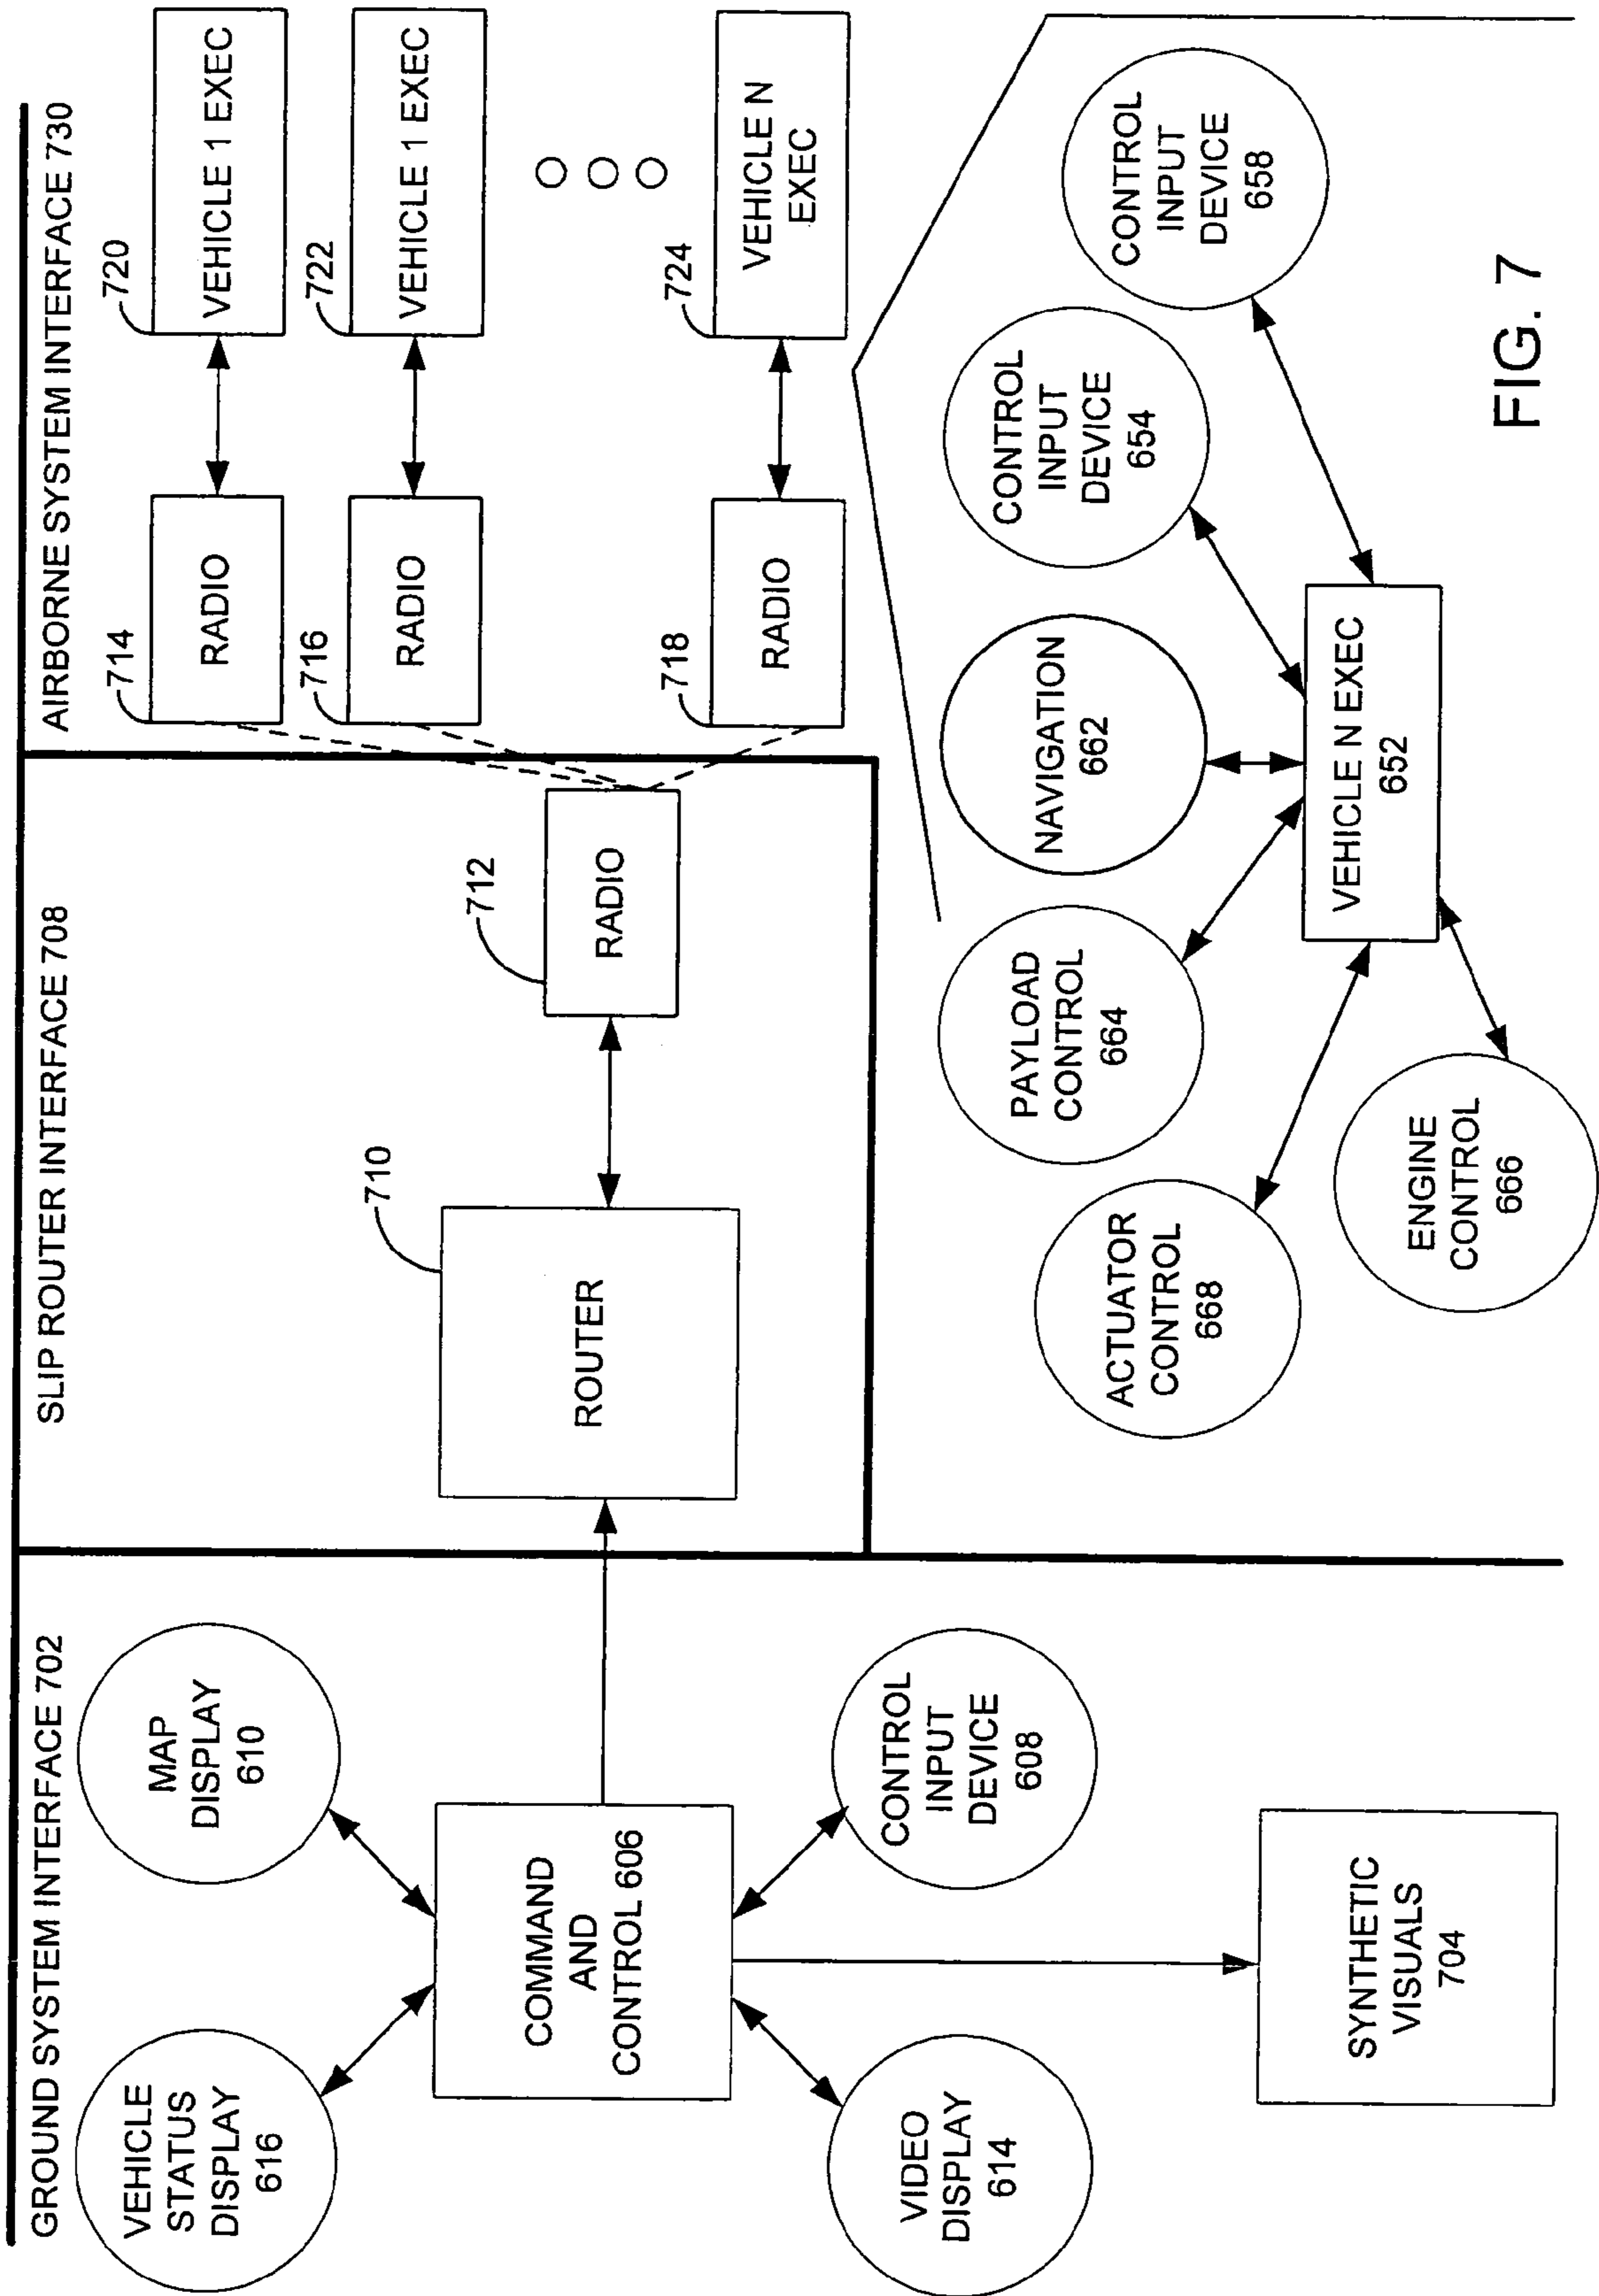 GROUND SYSTEM INTERFACE 702
VEHICLE
STATUS
DISPLAY
616
MAP
DISPLAY
610
COMMAND
AND
CONTROL 606
VIDEO
DISPLAY
614
CONTROL
INPUT
DEVICE
608
SYNTHETIC
VISUALS
704
SLIP ROUTER INTERFACE 708
710
ROUTER
712
RADIO
AIRBORNE SYSTEM INTERFACE 730
714
RADIO
720
VEHICLE 1 EXEC
716
RADIO
722
VEHICLE 1 EXEC
718
RADIO
724
VEHICLE N
EXEC
ACTUATOR
CONTROL
668
PAYLOAD
CONTROL
664
NAVIGATION
662
CONTROL
INPUT
DEVICE
654
CONTROL
INPUT
DEVICE
658
ENGINE
CONTROL
666
VEHICLE N EXEC
652
FIG. 7